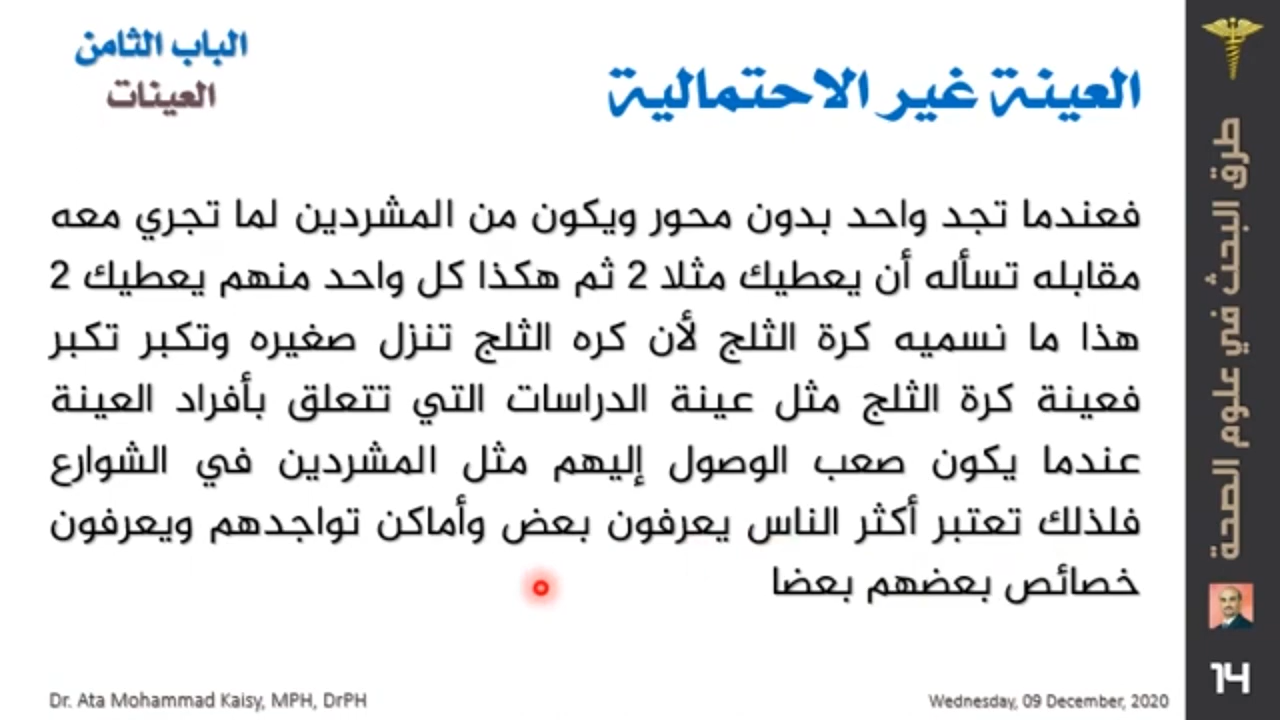 الباب الثامن
العينات
العينة غير الاحتمالية
فعندما تجد واحد بدون محور ويكون من المشردين لما تجري معه
مقابله تسأله أن يعطيك مثلا 2 ثم هكذا كل واحد منهم يعطيك 2
هذا ما نسميه كرة الثلج لأن كره الثلج تنزل صغيره وتكبر تكبر
فعينة كرة الثلج مثل عينة الدراسات التي تتعلق بأفراد العينة
عندما يكون صعب الوصول إليهم مثل المشردين في الشوارع
فلذلك تعتبر أكثر الناس يعرفون بعض وأماكن تواجدهم ويعرفون
خصائص بعضهم بعضا
طرق البحث في علوم الصحة
14
Dr. Ata Mohammad Kaisy, MPH, DrPH
Wednesday, 09 December, 2020